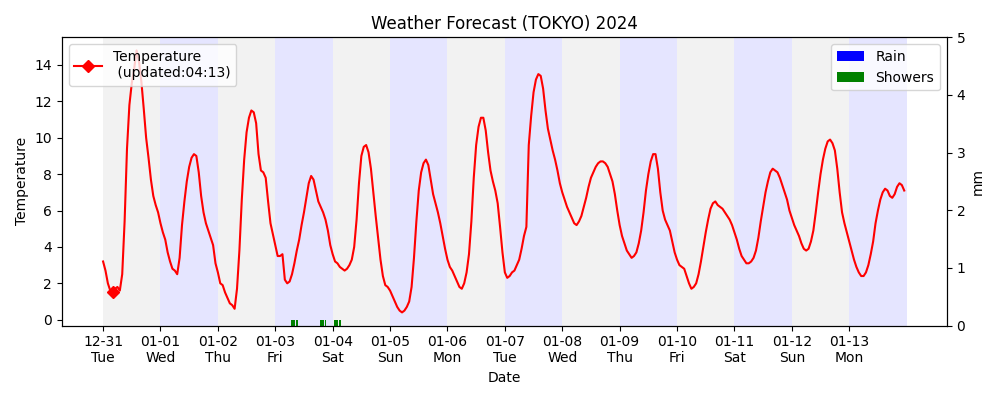 Weather Forecast (TOKYO) 2024
Temperature
(updated:04:13)
Rain
Showers
Temperature
14
12
10
8
6
4
2
0
5
4
3
2
1
0
mm
12-31 01-01 01-02 01-03 01-04 01-05 01-06 01-07 01-08 01-09 01-10 01-11 01-12 01-13
Tue Wed Thu Fri Sat Sun Mon Tue Wed Thu Fri Sat Sun Mon
Date